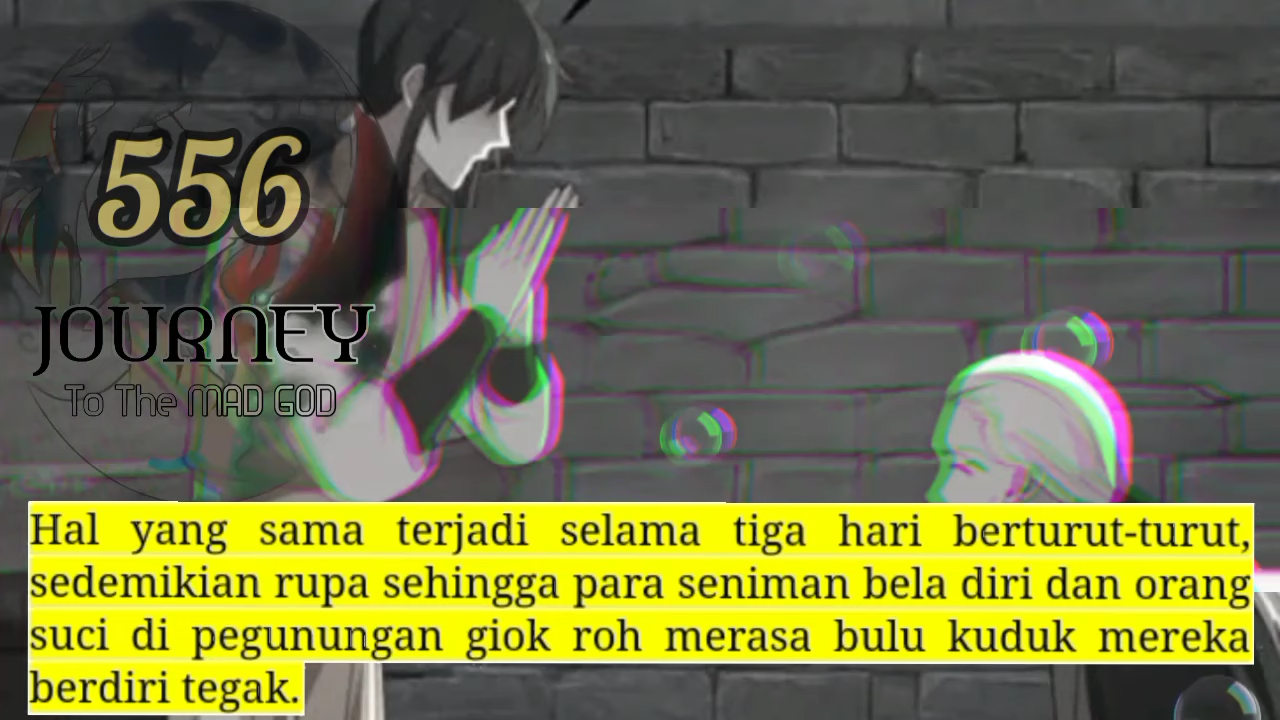 556
JOURNEY
To The MAD GOD
Hal yang sama terjadi selama tiga hari berturut-turut,
sedemikian rupa sehingga para seniman bela diri dan orang
suci di pegunungan giok roh merasa bulu kuduk mereka
berdiri tegak.